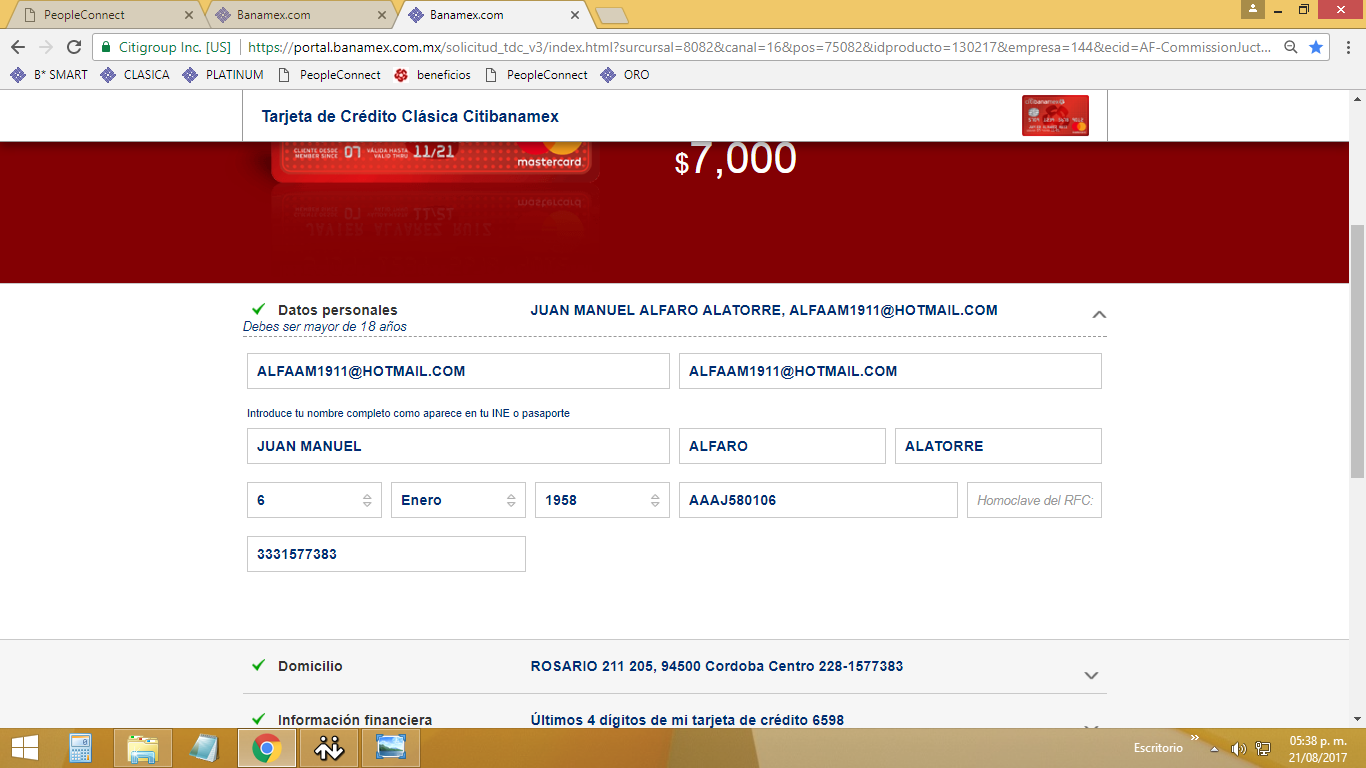 PeopleConnect Banamex.com Banamex.com
Citigroup Inc. [US] https://portal.banamex.com.mx/solicitud_tdc_v3/index.html?surcursal=8082&canal=16&pos=75082&idproducto=130217&empresa=144&ecid=AF-CommissionJuct...
B* SMART CLASICA PLATINUM PeopleConnect beneficios PeopleConnect ORO
Tarjeta de Crédito Clásica Citibanamex
CLIENTE DESDE MEMBER SINCE 07 VÁLIDA HASTA VALID THRU 11/21
mastercard
$7,000
Datos personales JUAN MANUEL ALFARO ALATORRE, ALFAAM1911@HOTMAIL.COM
Debes ser mayor de 18 años
ALFAAM1911@HOTMAIL.COM ALFAAM1911@HOTMAIL.COM
Introduce tu nombre completo como aparece en tu INE o pasaporte
JUAN MANUEL ALFARO ALATORRE
6 Enero 1958 AAAJ580106 Homoclave del RFC:
3331577383
Domicilio ROSARIO 211 205, 94500 Cordoba Centro 228-1577383
Información financiera Últimos 4 dígitos de mi tarjeta de crédito 6598
Escritorio 05:38 p. m.
21/08/2017